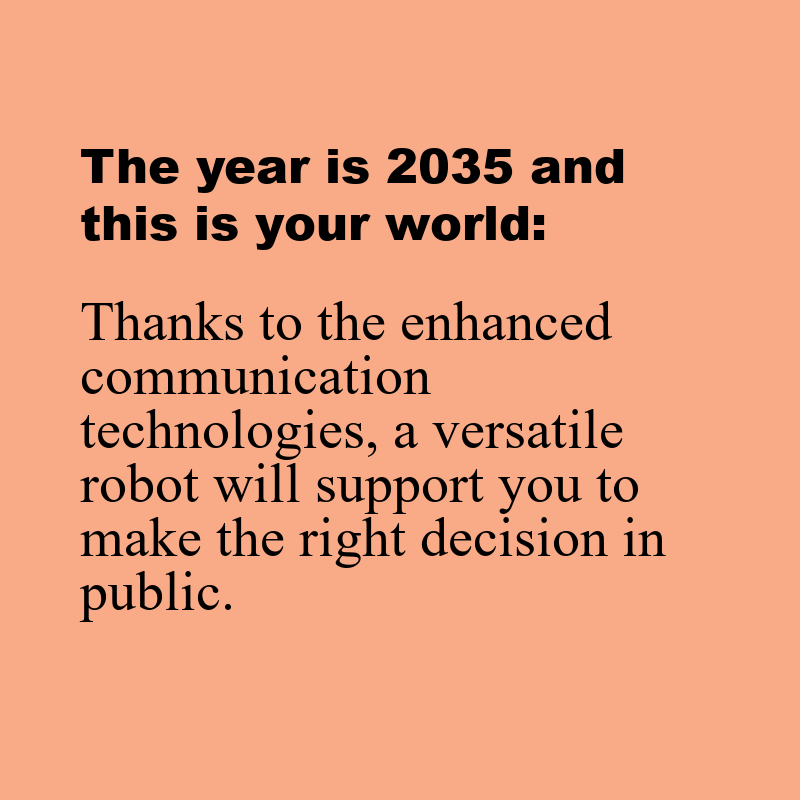 The year is 2035 and
this is your world:
Thanks to the enhanced
communication
technologies, a versatile
robot will support you to
make the right decision in
public.